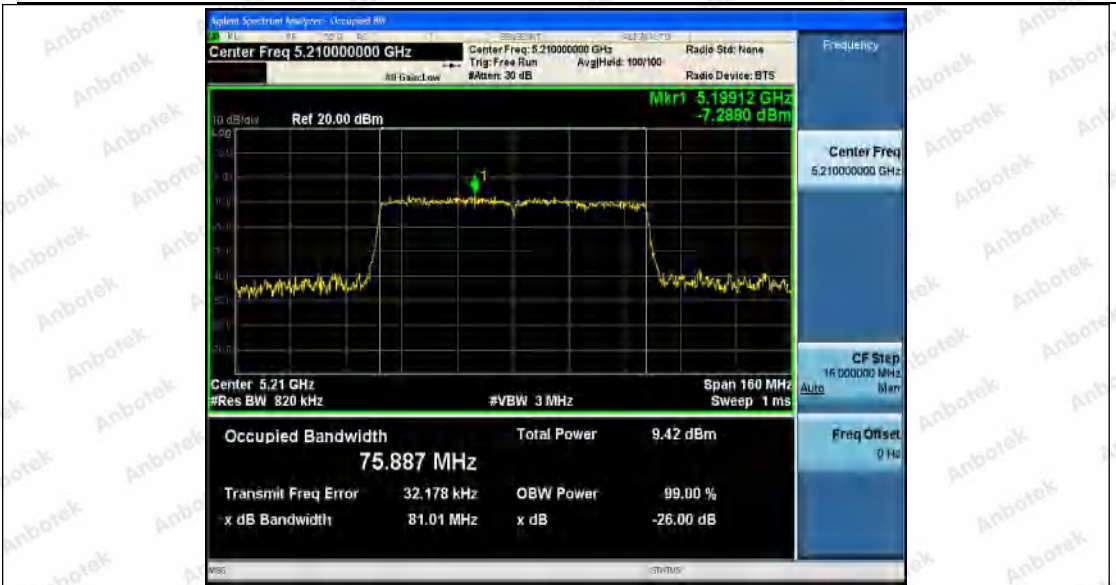 Agilent Spectrum Analyzer - Occupied BW
Center Freq 5.210000000 GHz
Center Freq: 5.210000000 GHz
Radio Std: None
Trig: Free Run
Avg|Hold: 100/100
#IFGain:Low
#Atten: 30 dB
Radio Device: BTS
Mkr1 5.19912 GHz
-7.2880 dBm
10 dB/div
Ref 20.00 dBm
Log
1
Center 5.21 GHz
Span 160 MHz
#Res BW 820 kHz
#VBW 3 MHz
Sweep 1 ms
Occupied Bandwidth
Total Power
9.42 dBm
75.887 MHz
Transmit Freq Error
32.178 kHz
OBW Power
99.00 %
x dB Bandwidth
81.01 MHz
x dB
-26.00 dB
MSG
STATUS
Frequency
Center Freq
5.210000000 GHz
CF Step
16.000000 MHz
Auto
Man
Freq Offset
0 Hz
Anbotek